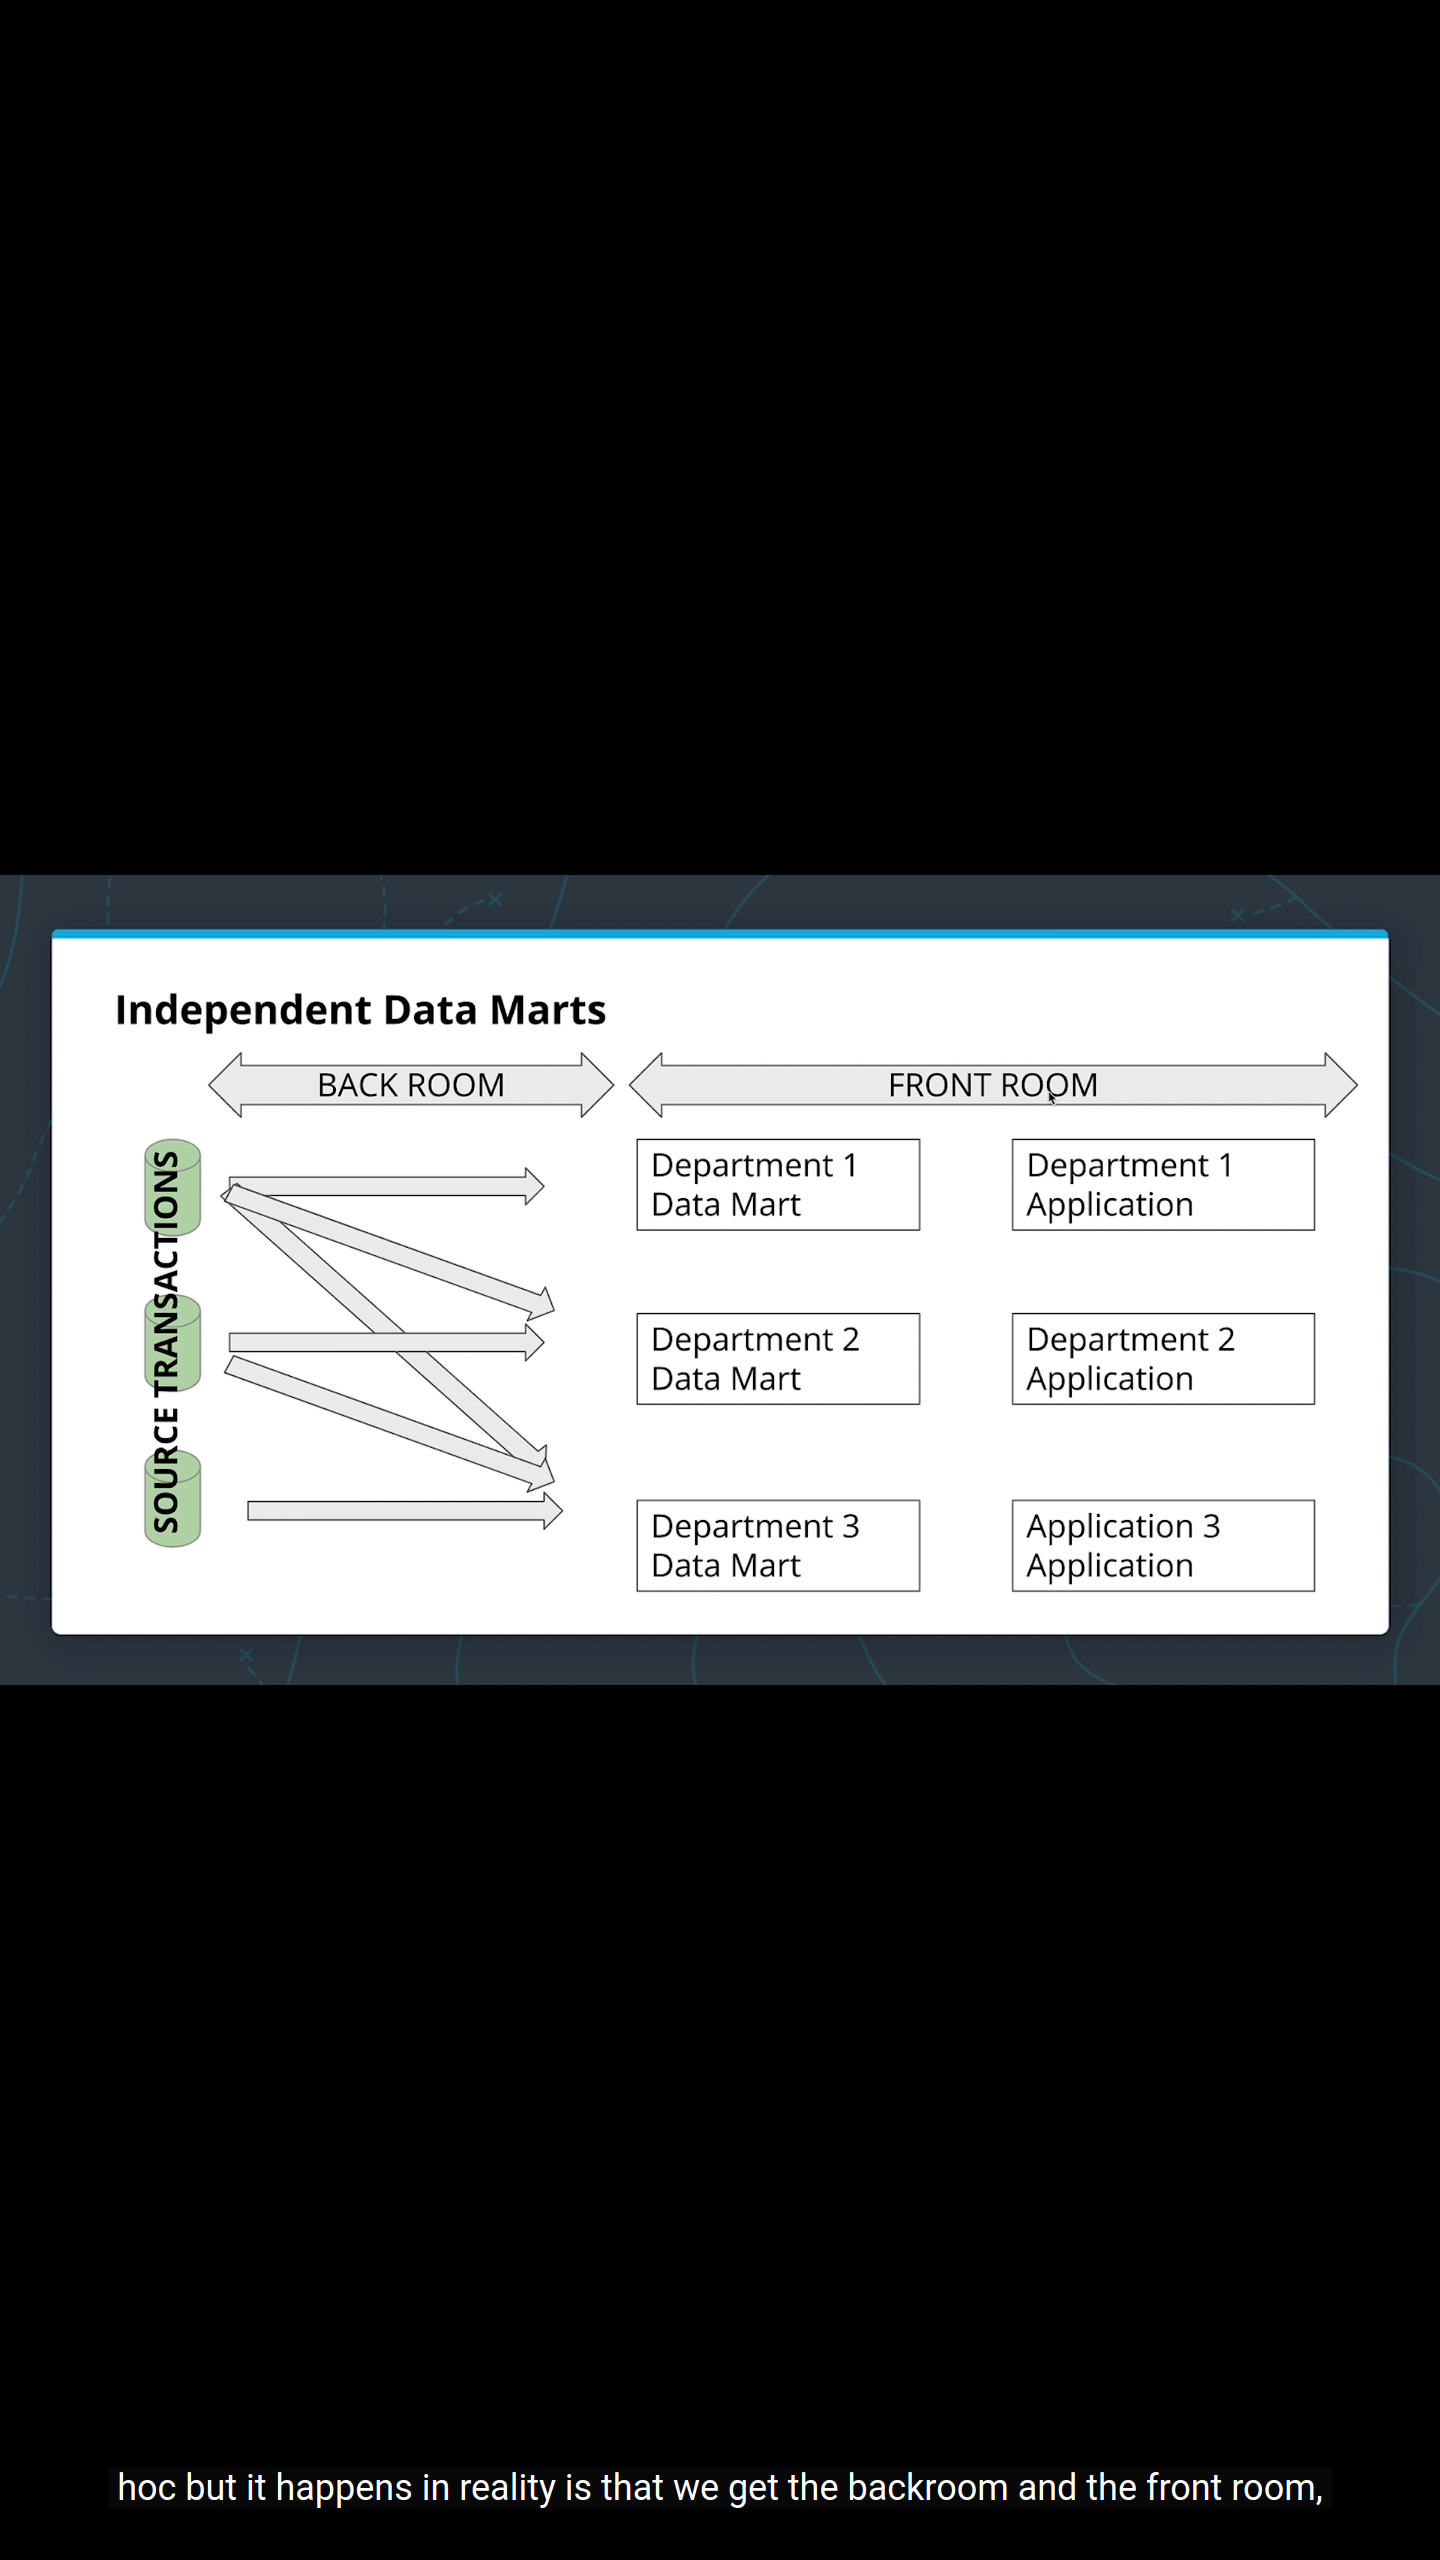 Independent Data Marts
BACK ROOM
FRONT ROOM
SOURCE TRANSACTIONS
Department 1
Data Mart
Department 1
Application
Department 2
Data Mart
Department 2
Application
Department 3
Data Mart
Application 3
Application
hoc but it happens in reality is that we get the backroom and the front room,